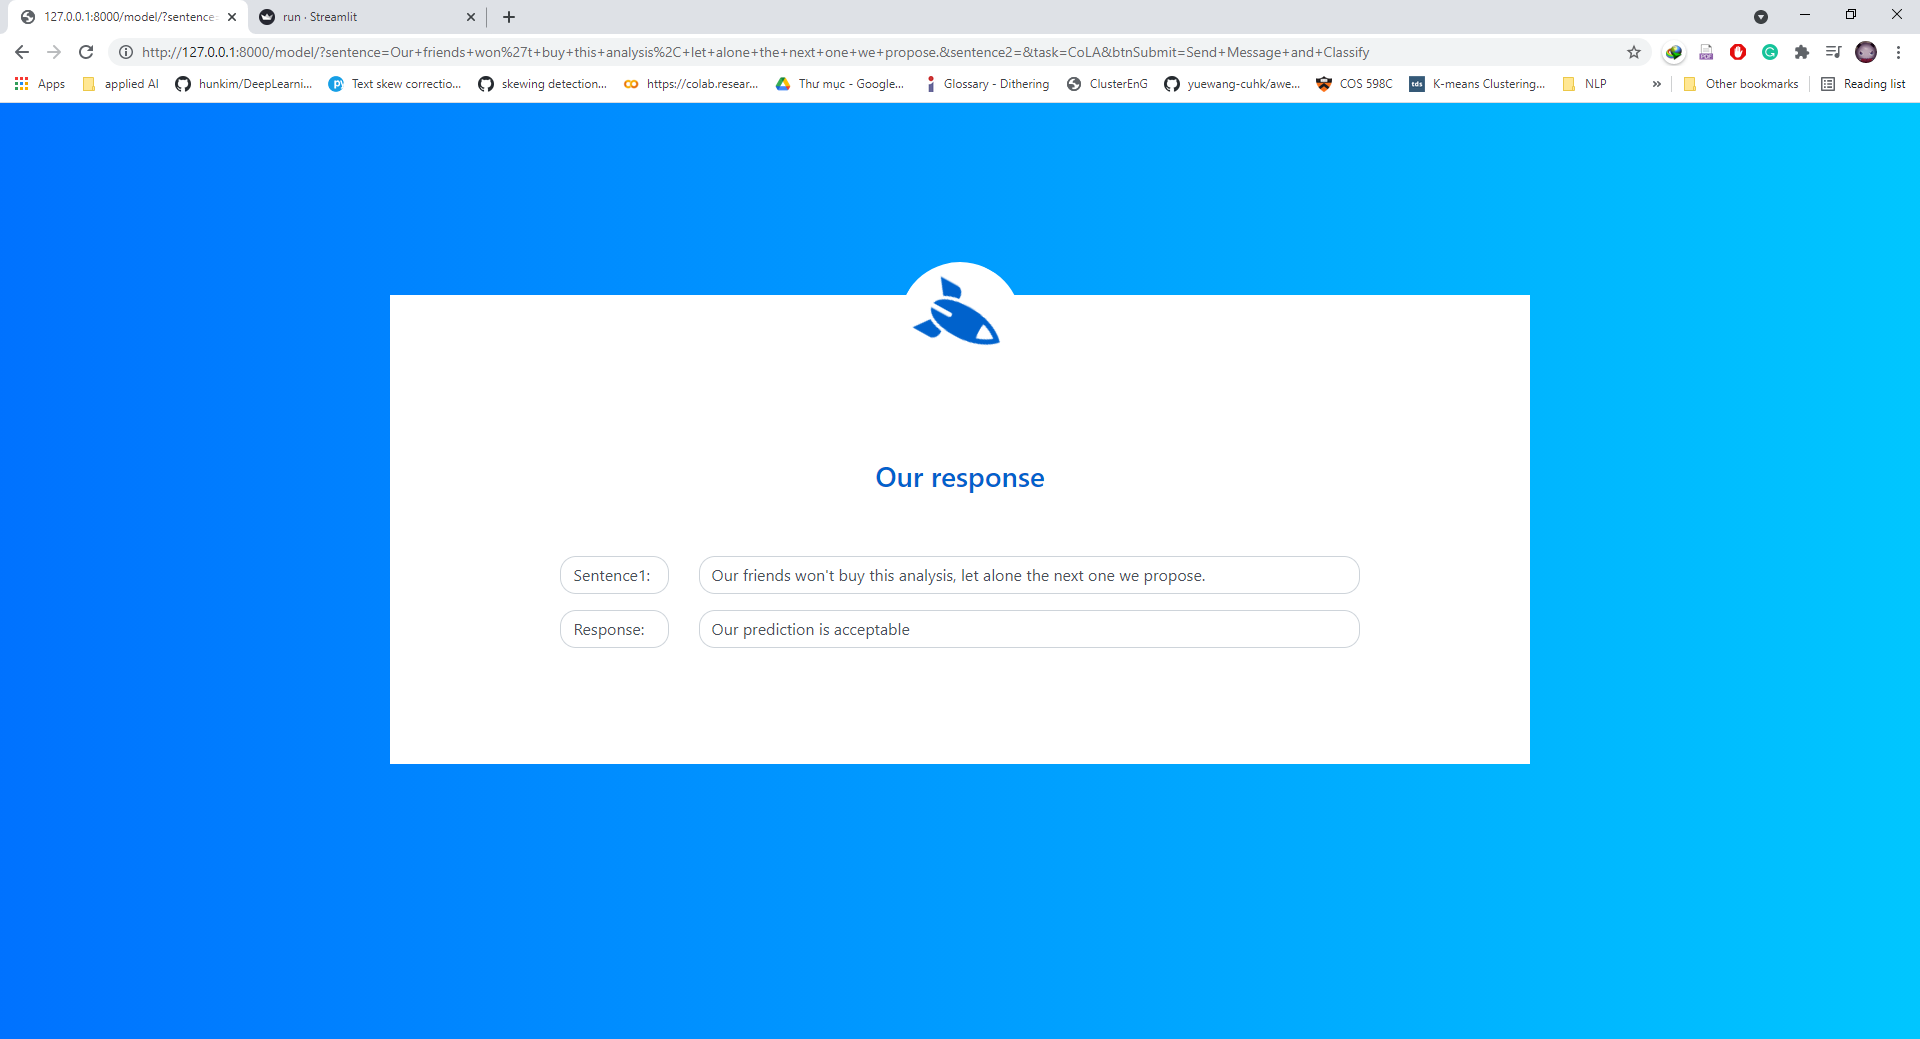 127.0.0.1:8000/model/?sentence=
run · Streamlit
http://127.0.0.1:8000/model/?sentence=Our+friends+won%27t+buy+this+analysis%2C+let+alone+the+next+one+we+propose.&sentence2=&task=CoLA&btnSubmit=Send+Message+and+Classify
Apps applied AI hunkim/DeepLearni... Text skew correctio... skewing detection... https://colab.resear... Thư mục - Google... Glossary - Dithering ClusterEnG yuewang-cuhk/awe... COS 598C tds K-means Clustering... NLP » Other bookmarks Reading list
Our response
Sentence1: Our friends won't buy this analysis, let alone the next one we propose.
Response: Our prediction is acceptable